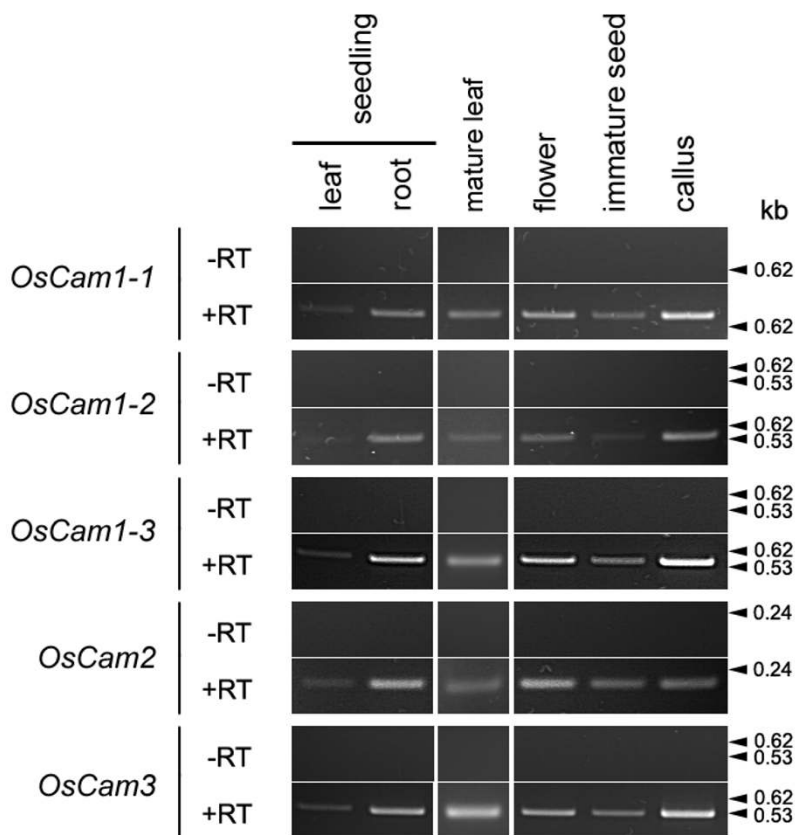 seedling
leaf
root
mature leaf
flower
immature seed
callus
kb
OsCam1-1
-RT
0.62
+RT
0.62
OsCam1-2
-RT
0.62
0.53
+RT
0.62
0.53
OsCam1-3
-RT
0.62
0.53
+RT
0.62
0.53
OsCam2
-RT
0.24
+RT
0.24
OsCam3
-RT
0.62
0.53
+RT
0.62
0.53